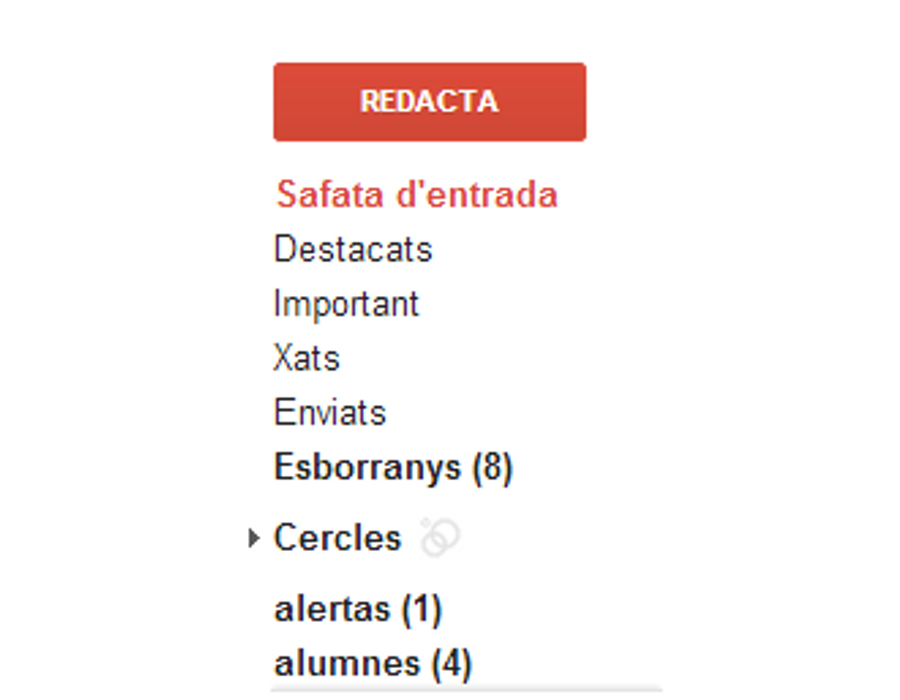 REDACTA
Safata d'entrada
Destacats
Important
Xats
Enviats
Esborranys (8)
Cercles
alertas (1)
alumnes (4)